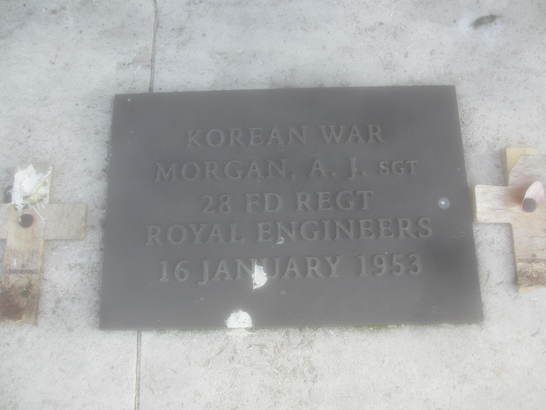 KOREAN WAR
MORGAN, A. J. SGT
28 FD REGT
ROYAL ENGINEERS
16 JANUARY 1953